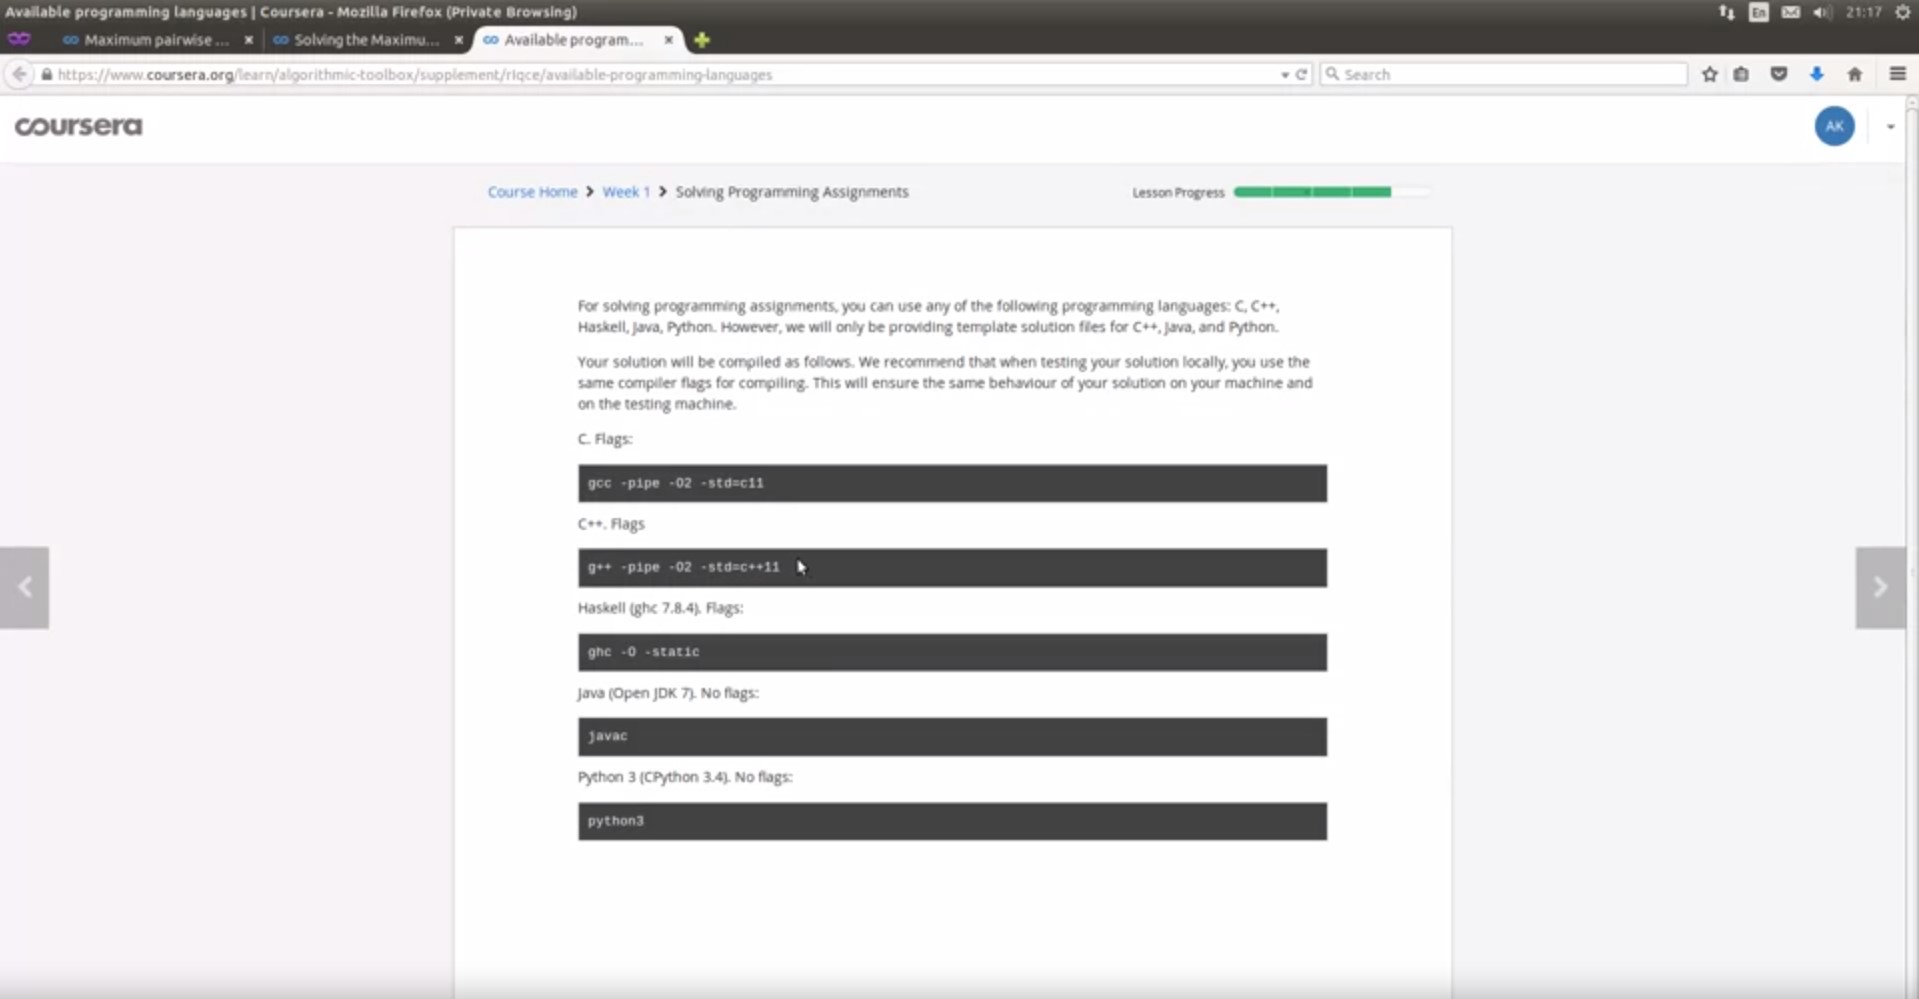 Available programming languages | Coursera - Mozilla Firefox (Private Browsing)
En 21:17
Maximum pairwise ... Solving the Maximu... Available program....
https://www.coursera.org/learn/algorithmic-toolbox/supplement/riqce/available-programming-languages Search
coursera AK
Course Home > Week 1 > Solving Programming Assignments Lesson Progress
For solving programming assignments, you can use any of the following programming languages: C, C++,
Haskell, Java, Python. However, we will only be providing template solution files for C++, Java, and Python.
Your solution will be compiled as follows. We recommend that when testing your solution locally, you use the
same compiler flags for compiling. This will ensure the same behaviour of your solution on your machine and
on the testing machine.
C. Flags:
gcc -pipe -O2 -std=c11
C++. Flags
g++ -pipe -O2 -std=c++11
Haskell (ghc 7.8.4). Flags:
ghc -O -static
Java (Open JDK 7). No flags:
javac
Python 3 (CPython 3.4). No flags:
python3